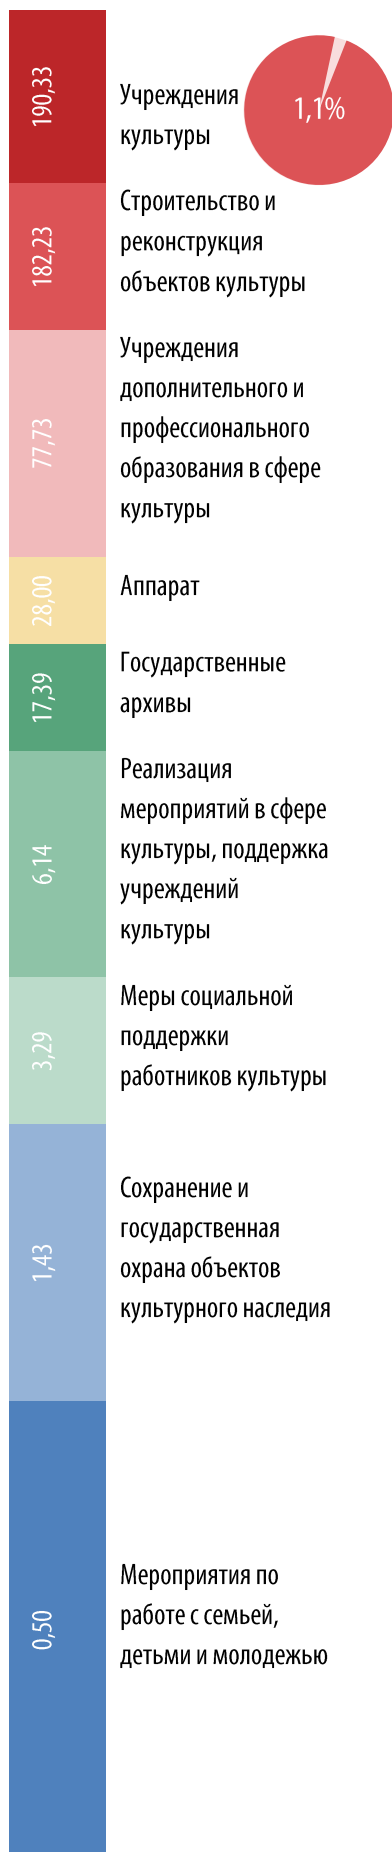 190,33
Учреждения
культуры
1,1%
182,23
Строительство и
реконструкция
объектов культуры
77,73
Учреждения
дополнительного и
профессионального
образования в сфере
культуры
28,00
Аппарат
17,39
Государственные
архивы
6,14
Реализация
мероприятий в сфере
культуры, поддержка
учреждений
культуры
3,29
Меры социальной
поддержки
работников культуры
1,43
Сохранение и
государственная
охрана объектов
культурного наследия
0,50
Мероприятия по
работе с семьей,
детьми и молодежью